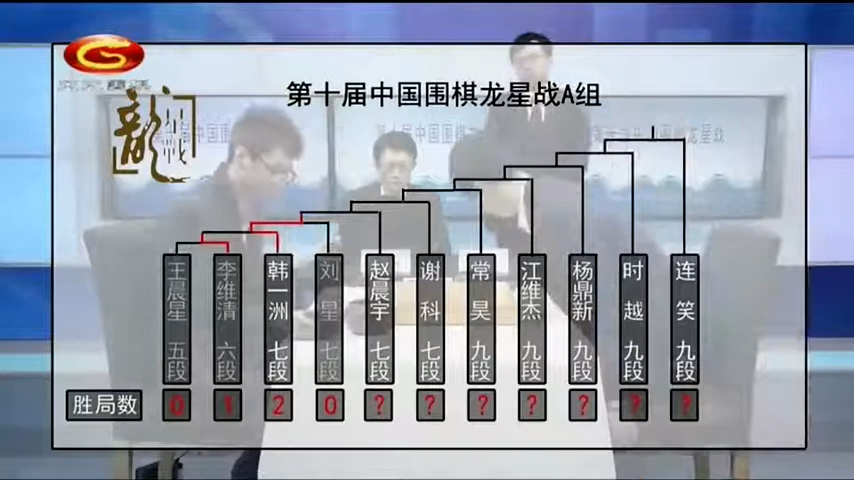 第十届中国围棋龙星战A组
龍
星戰
王晨星 五段
李维清 六段
韩一洲 七段
刘星 七段
赵晨宇 七段
谢科 七段
常昊 九段
江维杰 九段
杨鼎新 九段
时越 九段
连笑 九段
胜局数 0 1 2 0 ? ? ? ? ? ? ?